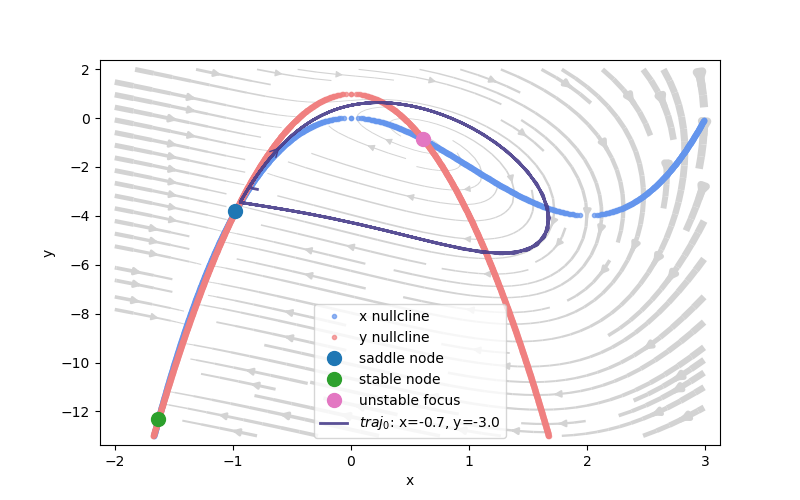 2
0
−2
−4
−6
−8
−10
−12
y
−2
−1
0
1
2
3
x
x nullcline
y nullcline
saddle node
stable node
unstable focus
traj₀: x=-0.7, y=-3.0